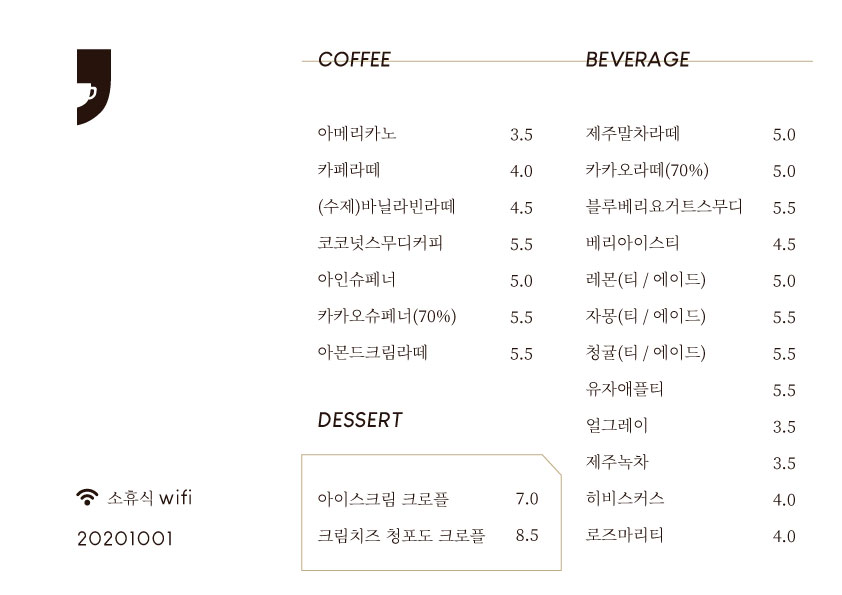 COFFEE
아메리카노 3.5
카페라떼 4.0
(수제)바닐라빈라떼 4.5
코코넛스무디커피 5.5
아인슈페너 5.0
카카오슈페너(70%) 5.5
아몬드크림라떼 5.5
DESSERT
아이스크림 크로플 7.0
크림치즈 청포도 크로플 8.5
BEVERAGE
제주말차라떼 5.0
카카오라떼(70%) 5.0
블루베리요거트스무디 5.5
베리아이스티 4.5
레몬(티 / 에이드) 5.0
자몽(티 / 에이드) 5.5
청귤(티 / 에이드) 5.5
유자애플티 5.5
얼그레이 3.5
제주녹차 3.5
히비스커스 4.0
로즈마리티 4.0
소휴식 wifi
20201001